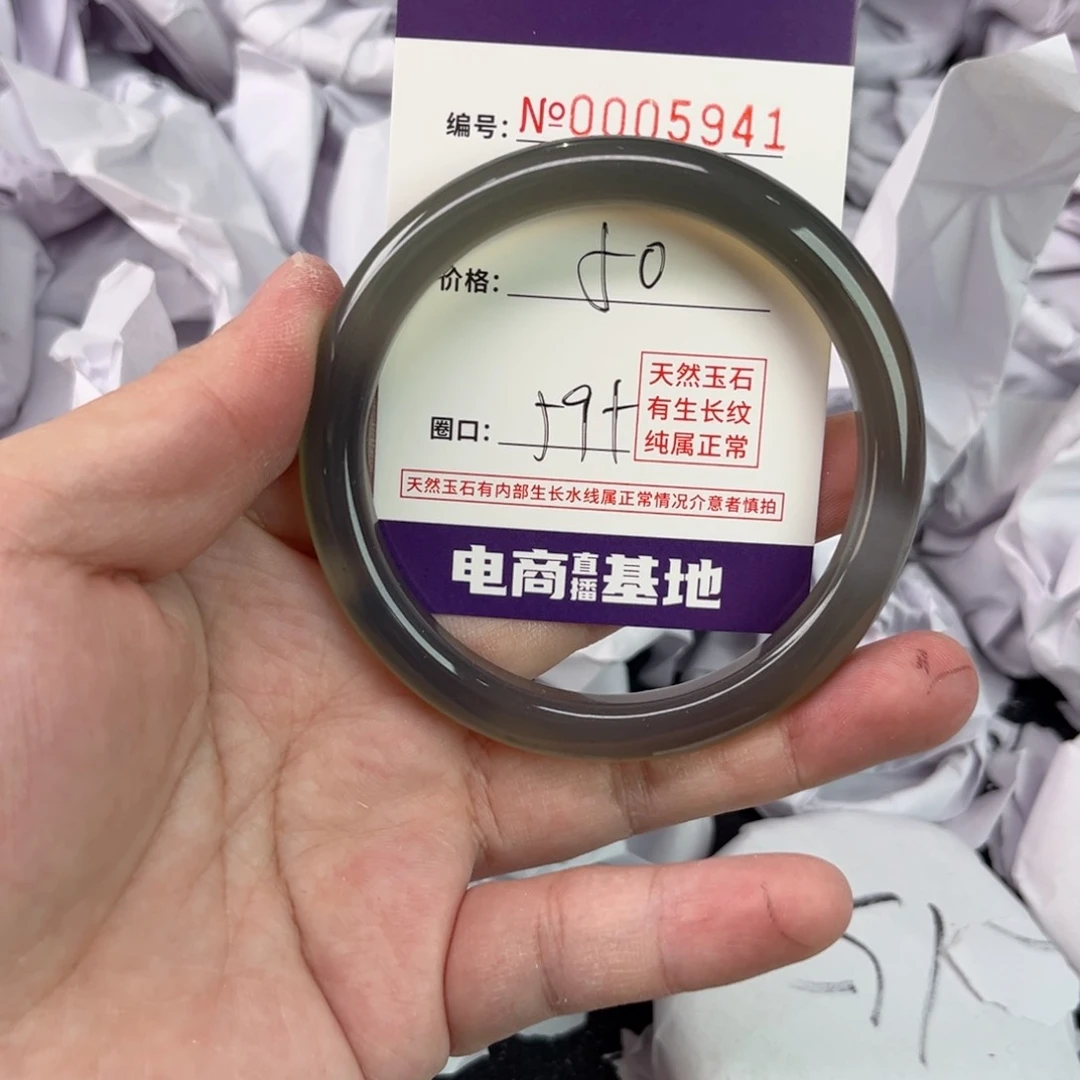 编号: №0005941
价格: 50
圈口: 59+
天然玉石
有生长纹
纯属正常
天然玉石有内部生长水线属正常情况介意者慎拍
电商直播基地